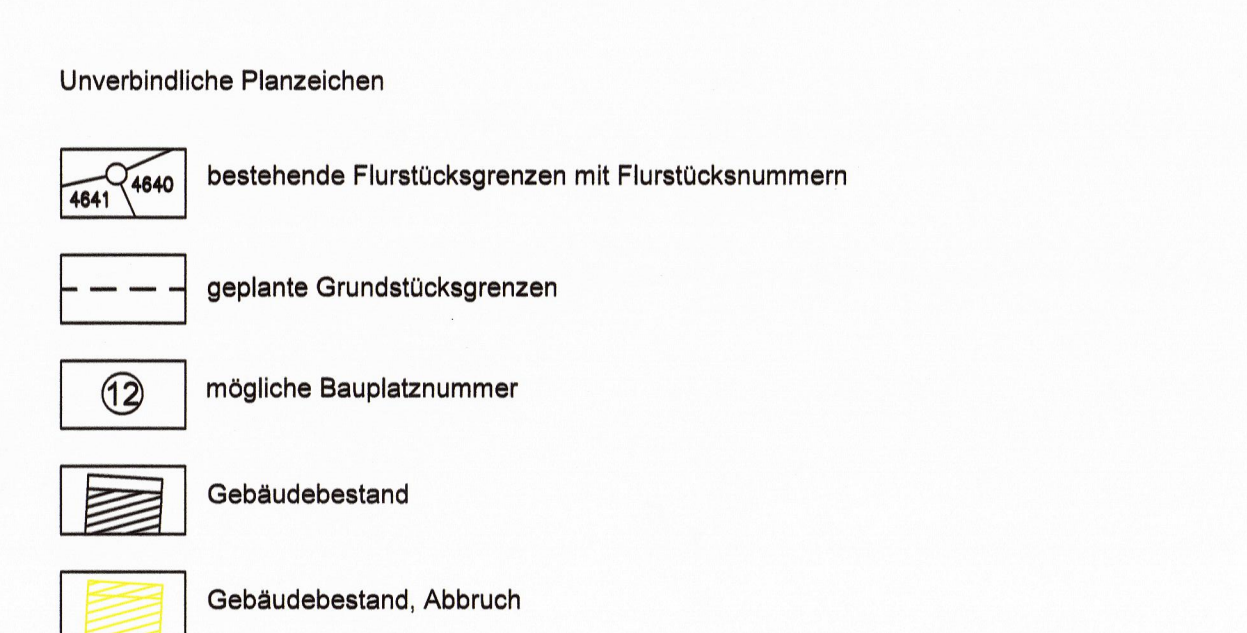 Unverbindliche Planzeichen
4640
4641
bestehende Flurstücksgrenzen mit Flurstücksnummern
geplante Grundstücksgrenzen
12
mögliche Bauplatznummer
Gebäudebestand
Gebäudebestand, Abbruch